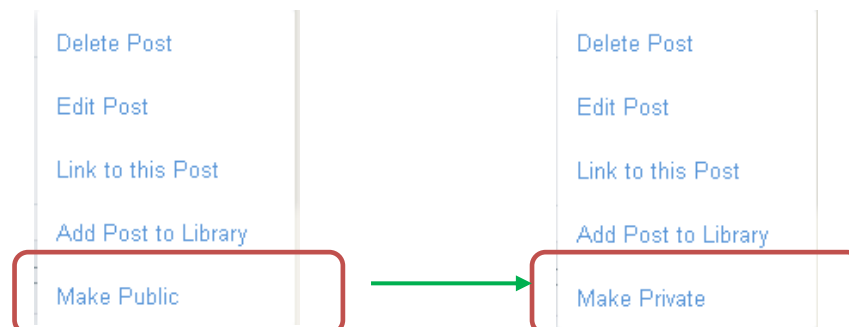 Delete Post
Edit Post
Link to this Post
Add Post to Library
Make Public
Delete Post
Edit Post
Link to this Post
Add Post to Library
Make Private